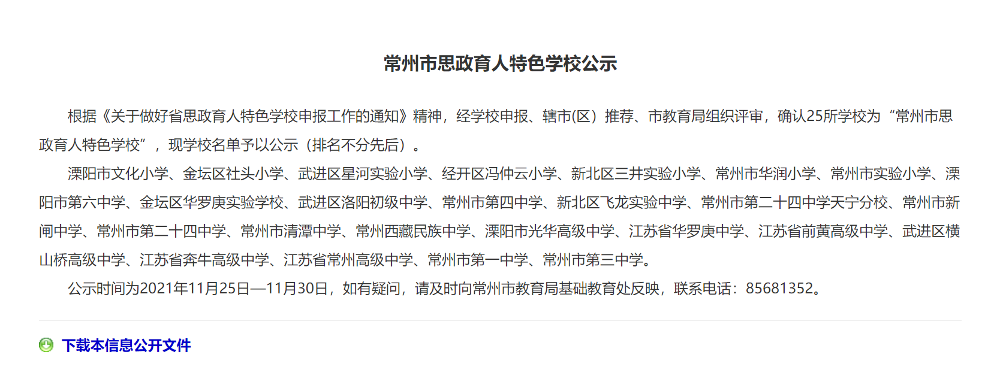 常州市思政育人特色学校公示
根据《关于做好省思政育人特色学校申报工作的通知》精神，经学校申报、辖市(区）推荐、市教育局组织评审，确认25所学校为“常州市思
政育人特色学校”，现学校名单予以公示（排名不分先后）。
溧阳市文化小学、金坛区社头小学、武进区星河实验小学、经开区冯仲云小学、新北区三井实验小学、常州市华润小学、常州市实验小学、溧
阳市第六中学、金坛区华罗庚实验学校、武进区洛阳初级中学、常州市第四中学、新北区飞龙实验中学、常州市第二十四中学天宁分校、常州市新
闸中学、常州市第二十四中学、常州市清潭中学、常州西藏民族中学、溧阳市光华高级中学、江苏省华罗庚中学、江苏省前黄高级中学、武进区横
山桥高级中学、江苏省奔牛高级中学、江苏省常州高级中学、常州市第一中学、常州市第三中学。
公示时间为2021年11月25日—11月30日，如有疑问，请及时向常州市教育局基础教育处反映，联系电话：85681352。
下载本信息公开文件